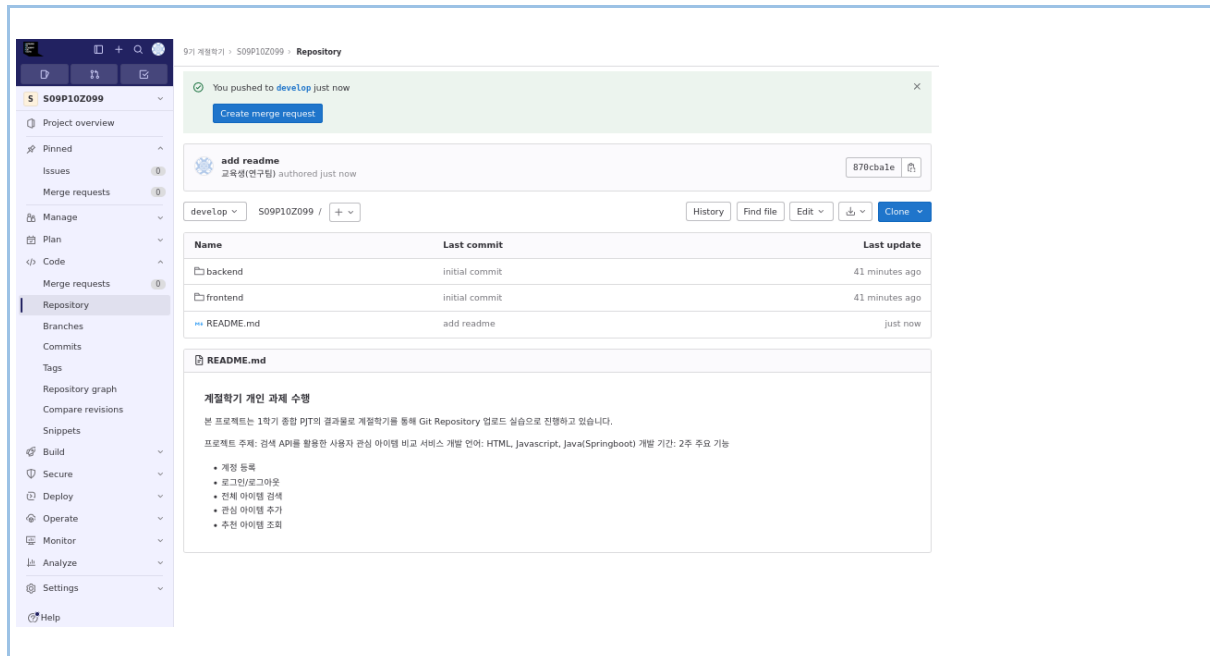 9기 계절학기 › S09P10Z099 › Repository
S S09P10Z099
Project overview
Pinned
Issues 0
Merge requests 0
Manage
Plan
Code
Merge requests 0
Repository
Branches
Commits
Tags
Repository graph
Compare revisions
Snippets
Build
Secure
Deploy
Operate
Monitor
Analyze
Settings
Help
You pushed to develop just now
Create merge request
add readme
교육생(연구팀) authored just now
870cba1e
develop S09P10Z099 / +
History Find file Edit Clone
Name Last commit Last update
backend initial commit 41 minutes ago
frontend initial commit 41 minutes ago
README.md add readme just now
README.md
계절학기 개인 과제 수행
본 프로젝트는 1학기 종합 PJT의 결과물로 계절학기를 통해 Git Repository 업로드 실습으로 진행하고 있습니다.
프로젝트 주제: 검색 API를 활용한 사용자 관심 아이템 비교 서비스 개발 언어: HTML, Javascript, Java(Springboot) 개발 기간: 2주 주요 기능
• 계정 등록
• 로그인/로그아웃
• 전체 아이템 검색
• 관심 아이템 추가
• 추천 아이템 조회